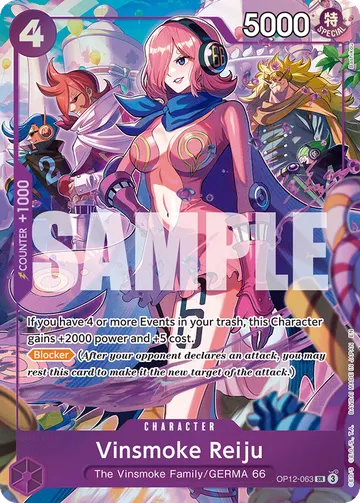 4
5000
特
SPECIAL
COUNTER +1000
SAMPLE
If you have 4 or more Events in your trash, this Character
gains +2000 power and +5 cost.
Blocker (After your opponent declares an attack, you may
rest this card to make it the new target of the attack.)
CHARACTER
Vinsmoke Reiju
The Vinsmoke Family/GERMA 66
OP12-063 SR 3